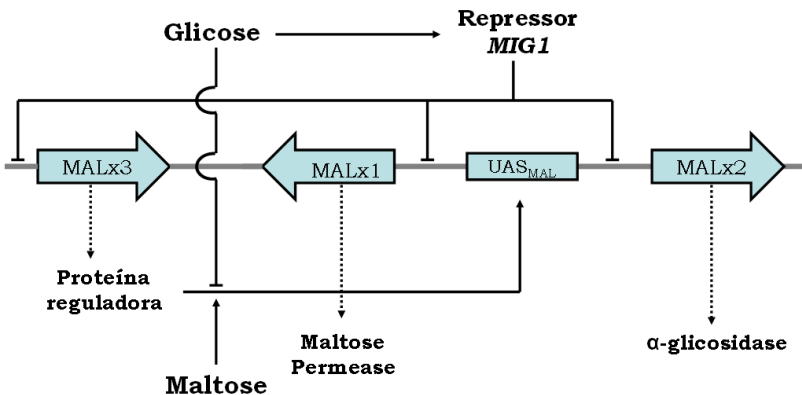 Glicose
Repressor
MIG1
MALx3
MALx1
UASMAL
MALx2
Proteína
reguladora
Maltose
Permease
α-glicosidase
Maltose